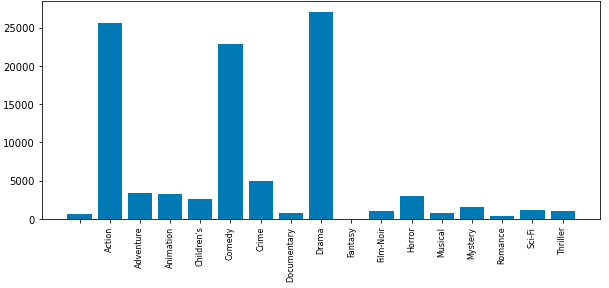 25000
20000
15000
10000
5000
0
Action
Adventure
Animation
Children's
Comedy
Crime
Documentary
Drama
Fantasy
Film-Noir
Horror
Musical
Mystery
Romance
Sci-Fi
Thriller